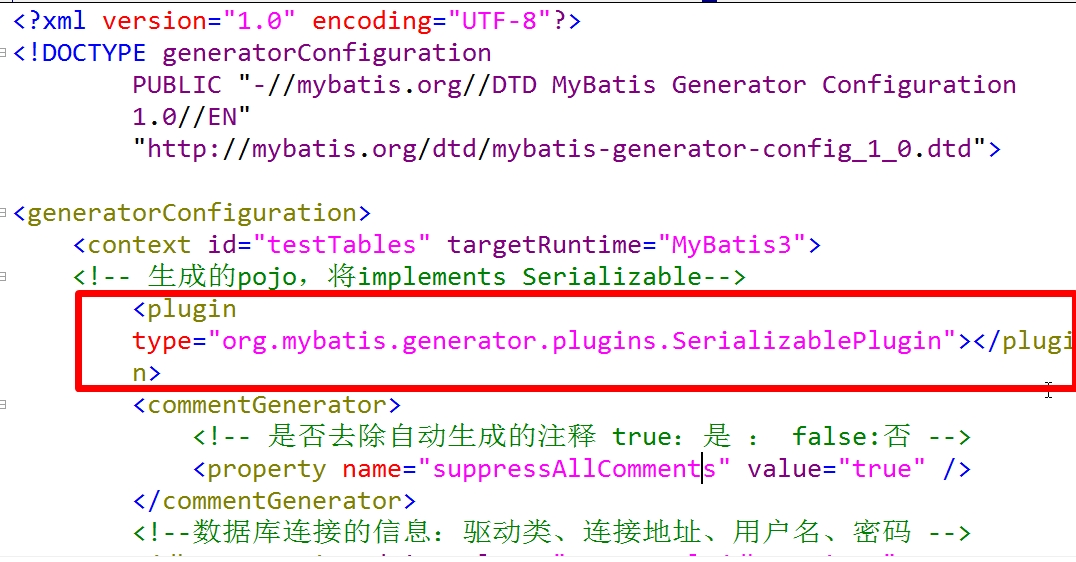 <?xml version="1.0" encoding="UTF-8"?>
<!DOCTYPE generatorConfiguration
PUBLIC "-//mybatis.org//DTD MyBatis Generator Configuration
1.0//EN"
"http://mybatis.org/dtd/mybatis-generator-config_1_0.dtd">
<generatorConfiguration>
<context id="testTables" targetRuntime="MyBatis3">
<!-- 生成的pojo，将implements Serializable-->
<plugin
type="org.mybatis.generator.plugins.SerializablePlugin"></plugi
n>
<commentGenerator>
<!-- 是否去除自动生成的注释 true：是 ： false:否 -->
<property name="suppressAllComments" value="true" />
</commentGenerator>
<!--数据库连接的信息：驱动类、连接地址、用户名、密码 -->